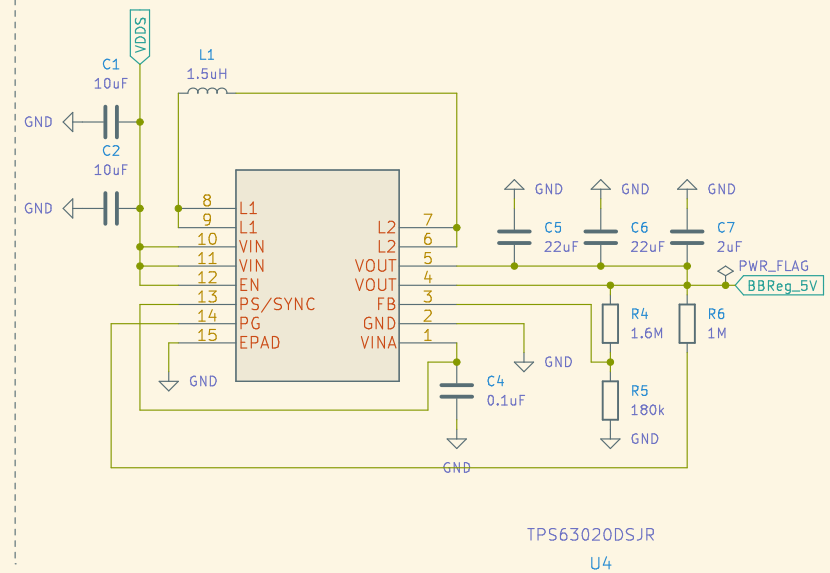 VDDS
C1
10uF
GND
C2
10uF
GND
L1
1.5uH
8 L1
9 L1
10 VIN
11 VIN
12 EN
13 PS/SYNC
14 PG
15 EPAD
GND
L2 7
L2 6
VOUT 5
VOUT 4
FB 3
GND 2
VINA 1
GND
C5
22uF
GND
C6
22uF
GND
C7
2uF
PWR_FLAG
BBReg_5V
R4
1.6M
R6
1M
GND
C4
0.1uF
GND
R5
180k
GND
TPS63020DSJR
U4